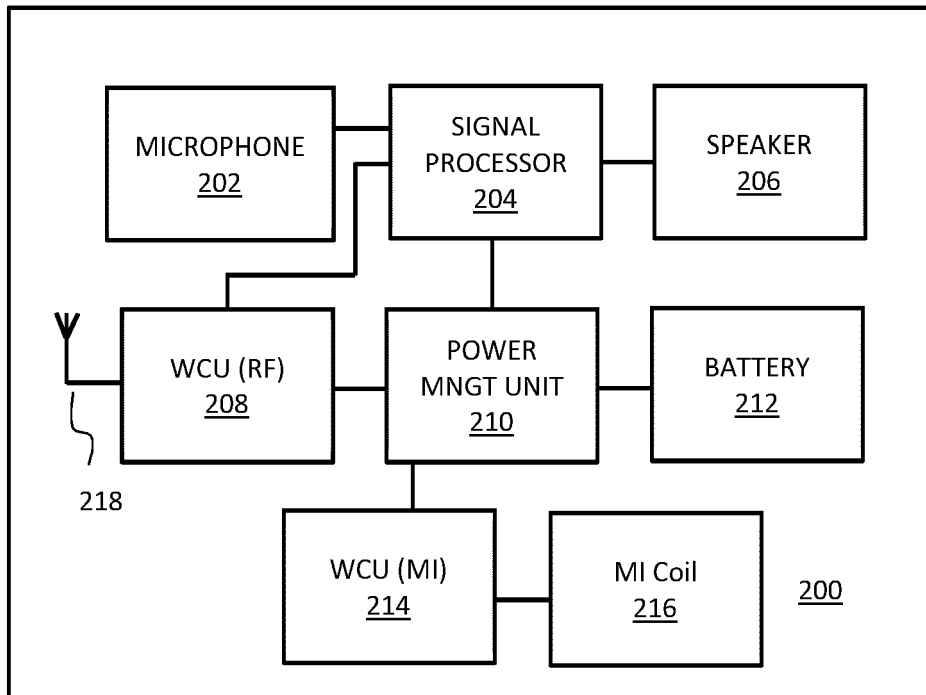 MICROPHONE
202
SIGNAL
PROCESSOR
204
SPEAKER
206
WCU (RF)
208
POWER
MNGT UNIT
210
BATTERY
212
218
WCU (MI)
214
MI Coil
216
200